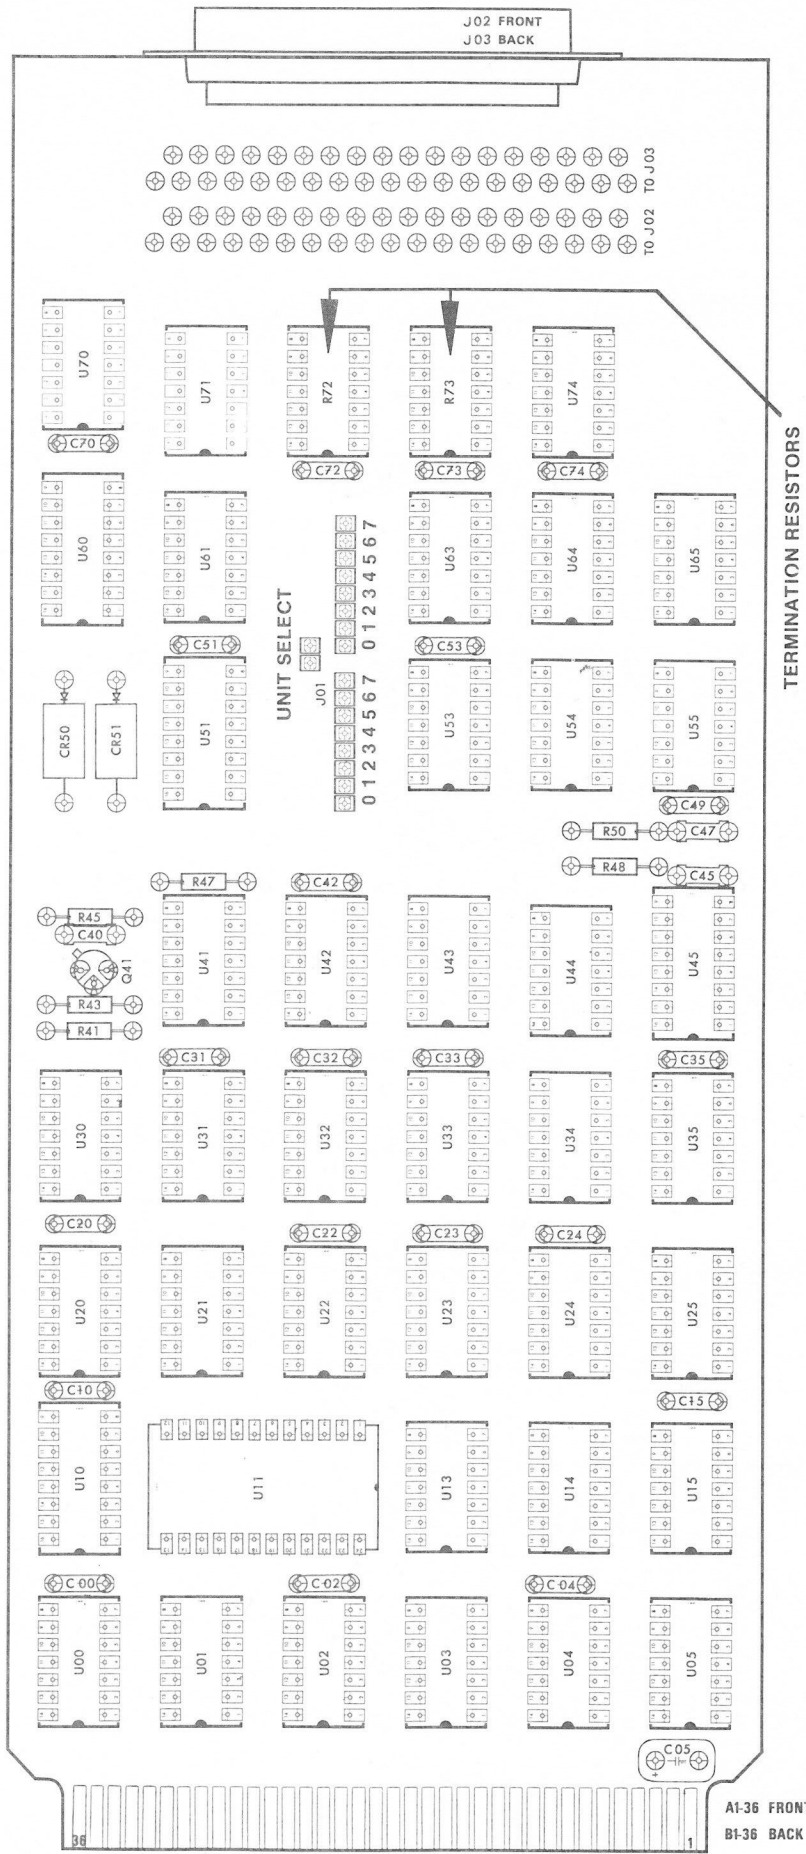 J02 FRONT
J03 BACK
TO J03
TO J02
U70
U71
R72
R73
U74
C70
C72
C73
C74
TERMINATION RESISTORS
U60
U61
UNIT SELECT
J01
0 1 2 3 4 5 6 7
0 1 2 3 4 5 6 7
U63
U64
U65
C51
C53
CR50
CR51
U51
U53
U54
U55
C49
R50
C47
R48
C45
R47
C42
R45
C40
Q41
R43
R41
U41
U42
U43
U44
U45
C31
C32
C33
C35
U30
U31
U32
U33
U34
U35
C20
C22
C23
C24
U20
U21
U22
U23
U24
U25
C10
C15
U10
U11
U13
U14
U15
C00
C02
C04
U00
U01
U02
U03
U04
U05
C05
+
36
1
A1-36 FRONT
B1-36 BACK